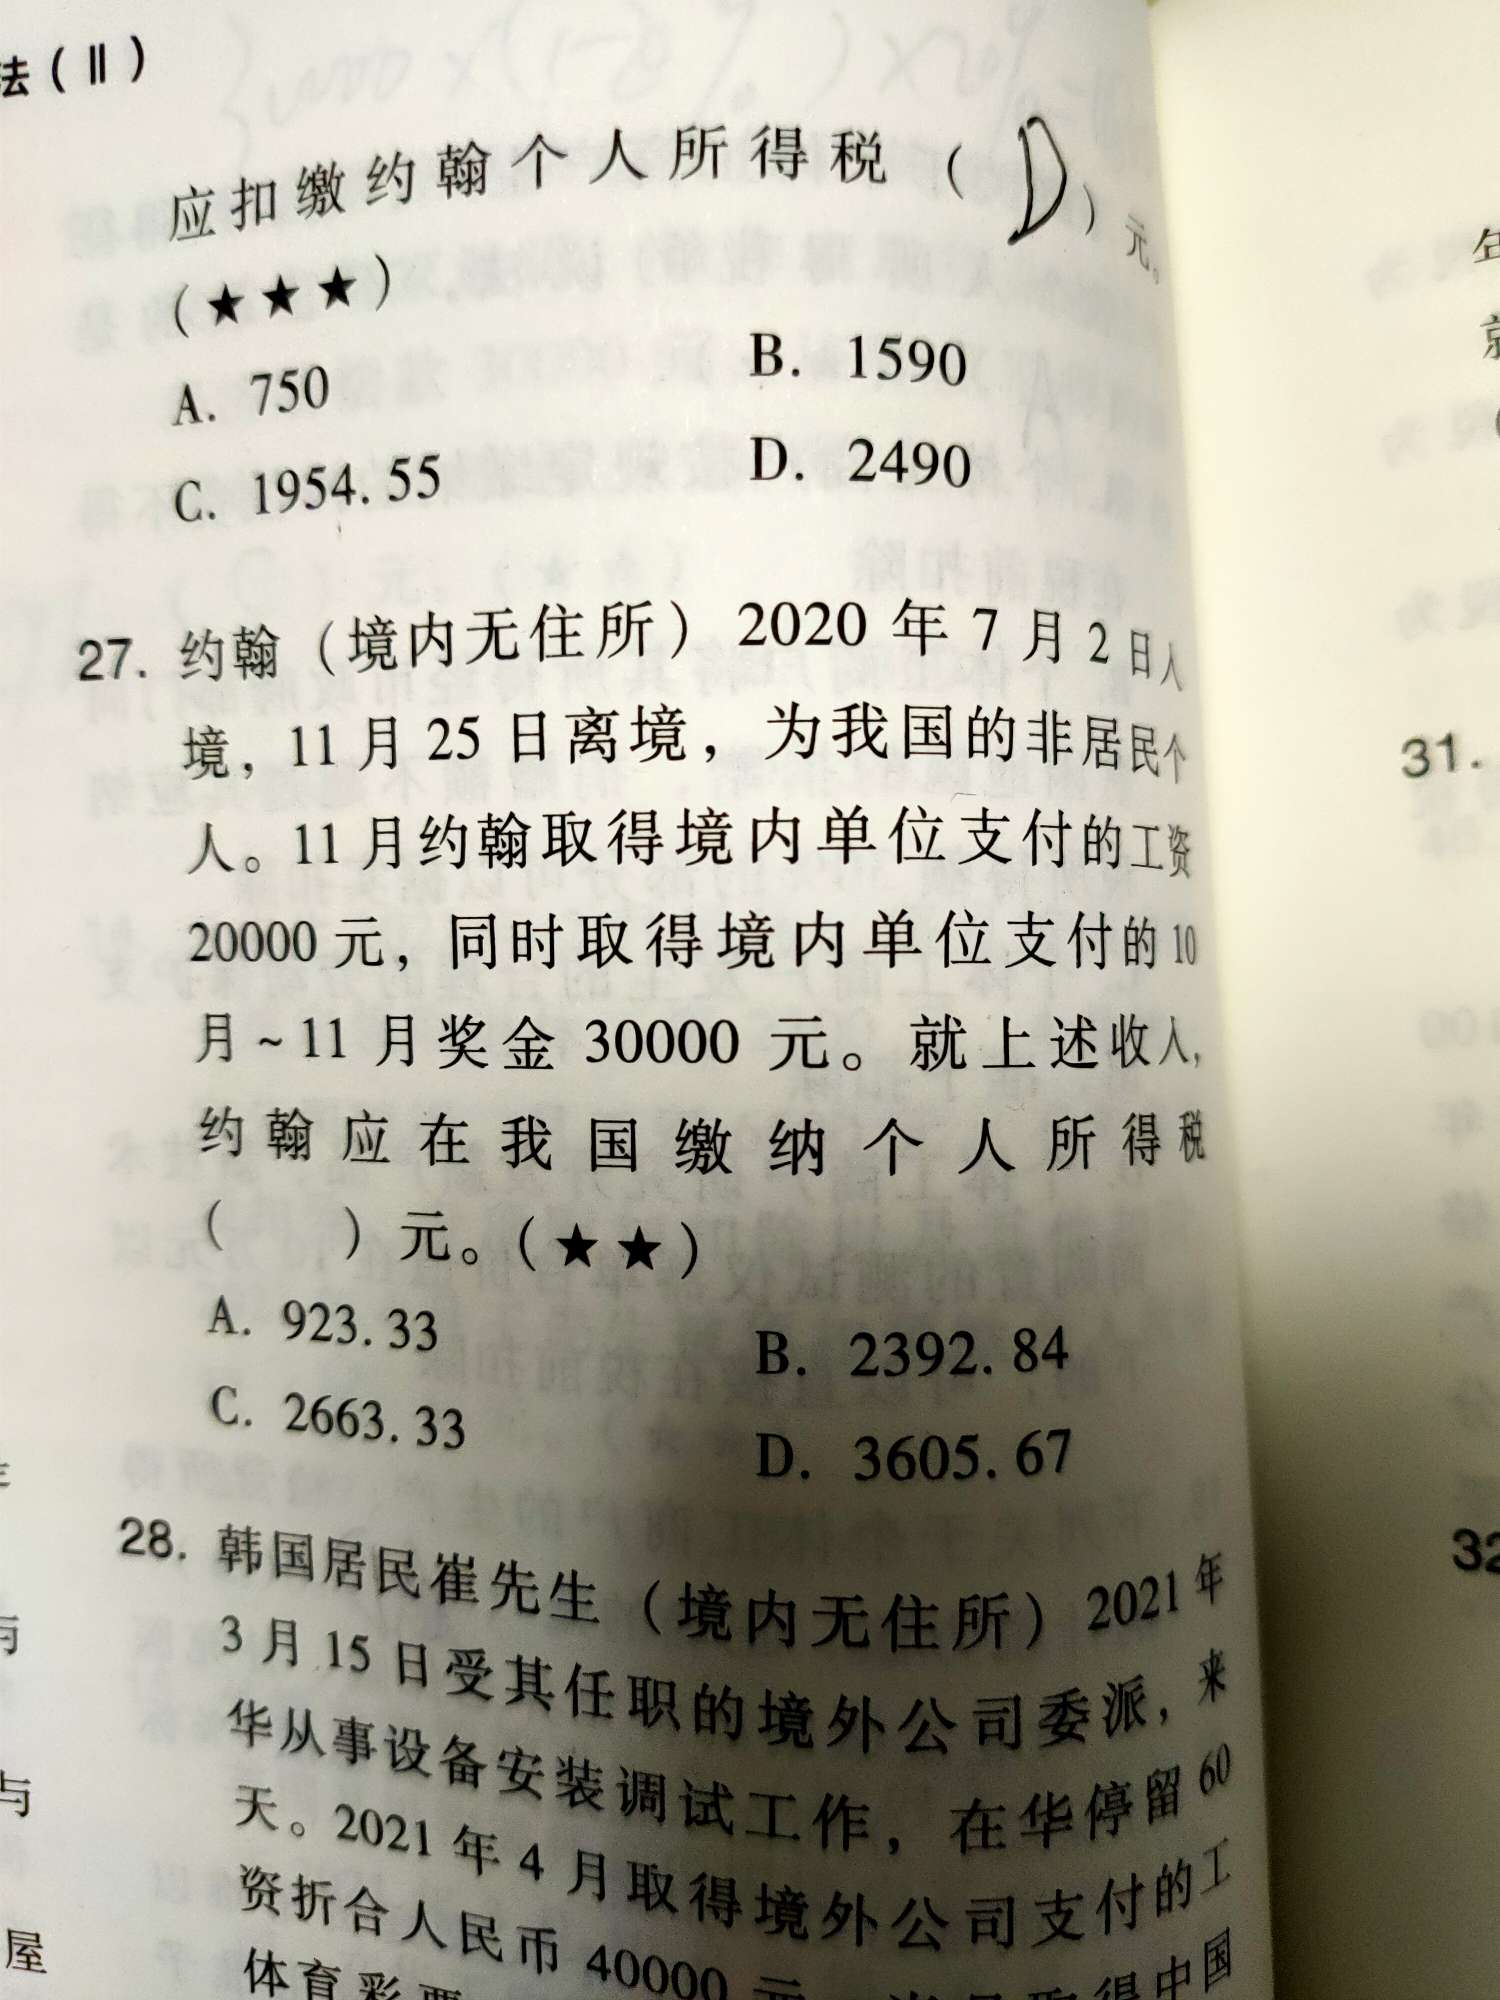 法(Ⅱ)
应扣缴约翰个人所得税( D )元。
(★★★)
A. 750
B. 1590
C. 1954.55
D. 2490
27. 约翰(境内无住所)2020年7月2日入
境,11月25日离境,为我国的非居民个
人。11月约翰取得境内单位支付的工资
20000元,同时取得境内单位支付的10
月~11月奖金30000元。就上述收入,
约翰应在我国缴纳个人所得税
( )元。(★★)
A. 923.33
B. 2392.84
C. 2663.33
D. 3605.67
28. 韩国居民崔先生(境内无住所)2021年
3月15日受其任职的境外公司委派,来
华从事设备安装调试工作,在华停留60
天。2021年4月取得境外公司支付的工
资折合人民币40000元
体育彩票
取得中国
与
屋
31.
32